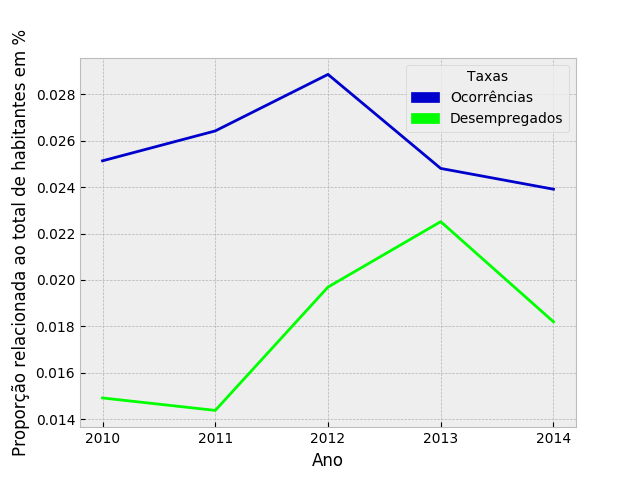 Proporção relacionada ao total de habitantes em %
0.028
0.026
0.024
0.022
0.020
0.018
0.016
0.014
Taxas
Ocorrências
Desempregados
2010 2011 2012 2013 2014
Ano